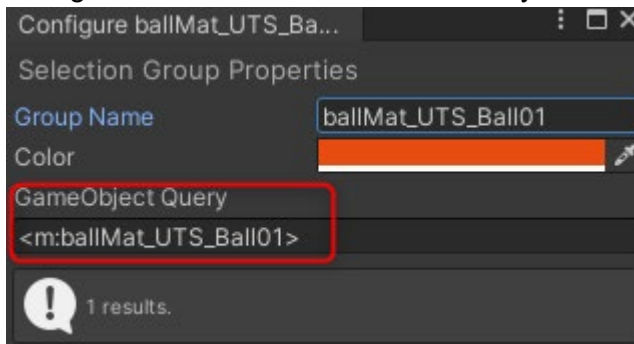 Configure ballMat_UTS_Ba...
Selection Group Properties
Group Name ballMat_UTS_Ball01
Color
GameObject Query
<m:ballMat_UTS_Ball01>
1 results.